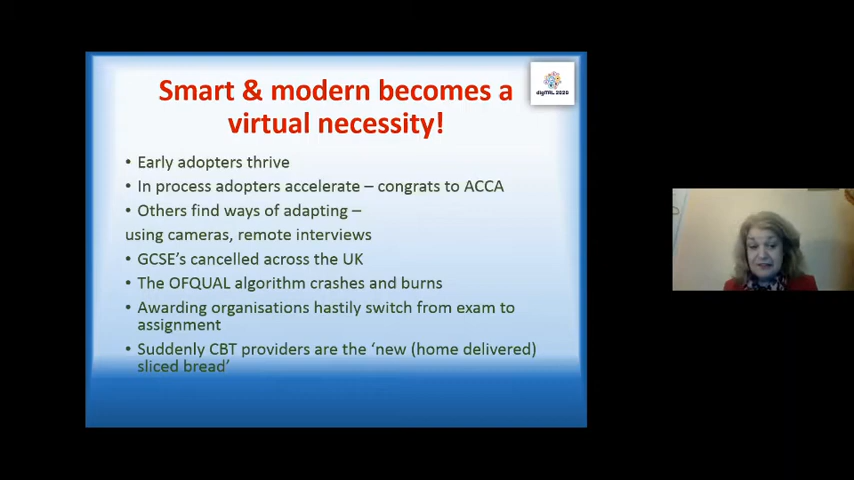 Smart & modern becomes a
virtual necessity!
digiTAL 2020
• Early adopters thrive
• In process adopters accelerate – congrats to ACCA
• Others find ways of adapting –
using cameras, remote interviews
• GCSE's cancelled across the UK
• The OFQUAL algorithm crashes and burns
• Awarding organisations hastily switch from exam to
assignment
• Suddenly CBT providers are the ‘new (home delivered)
sliced bread’